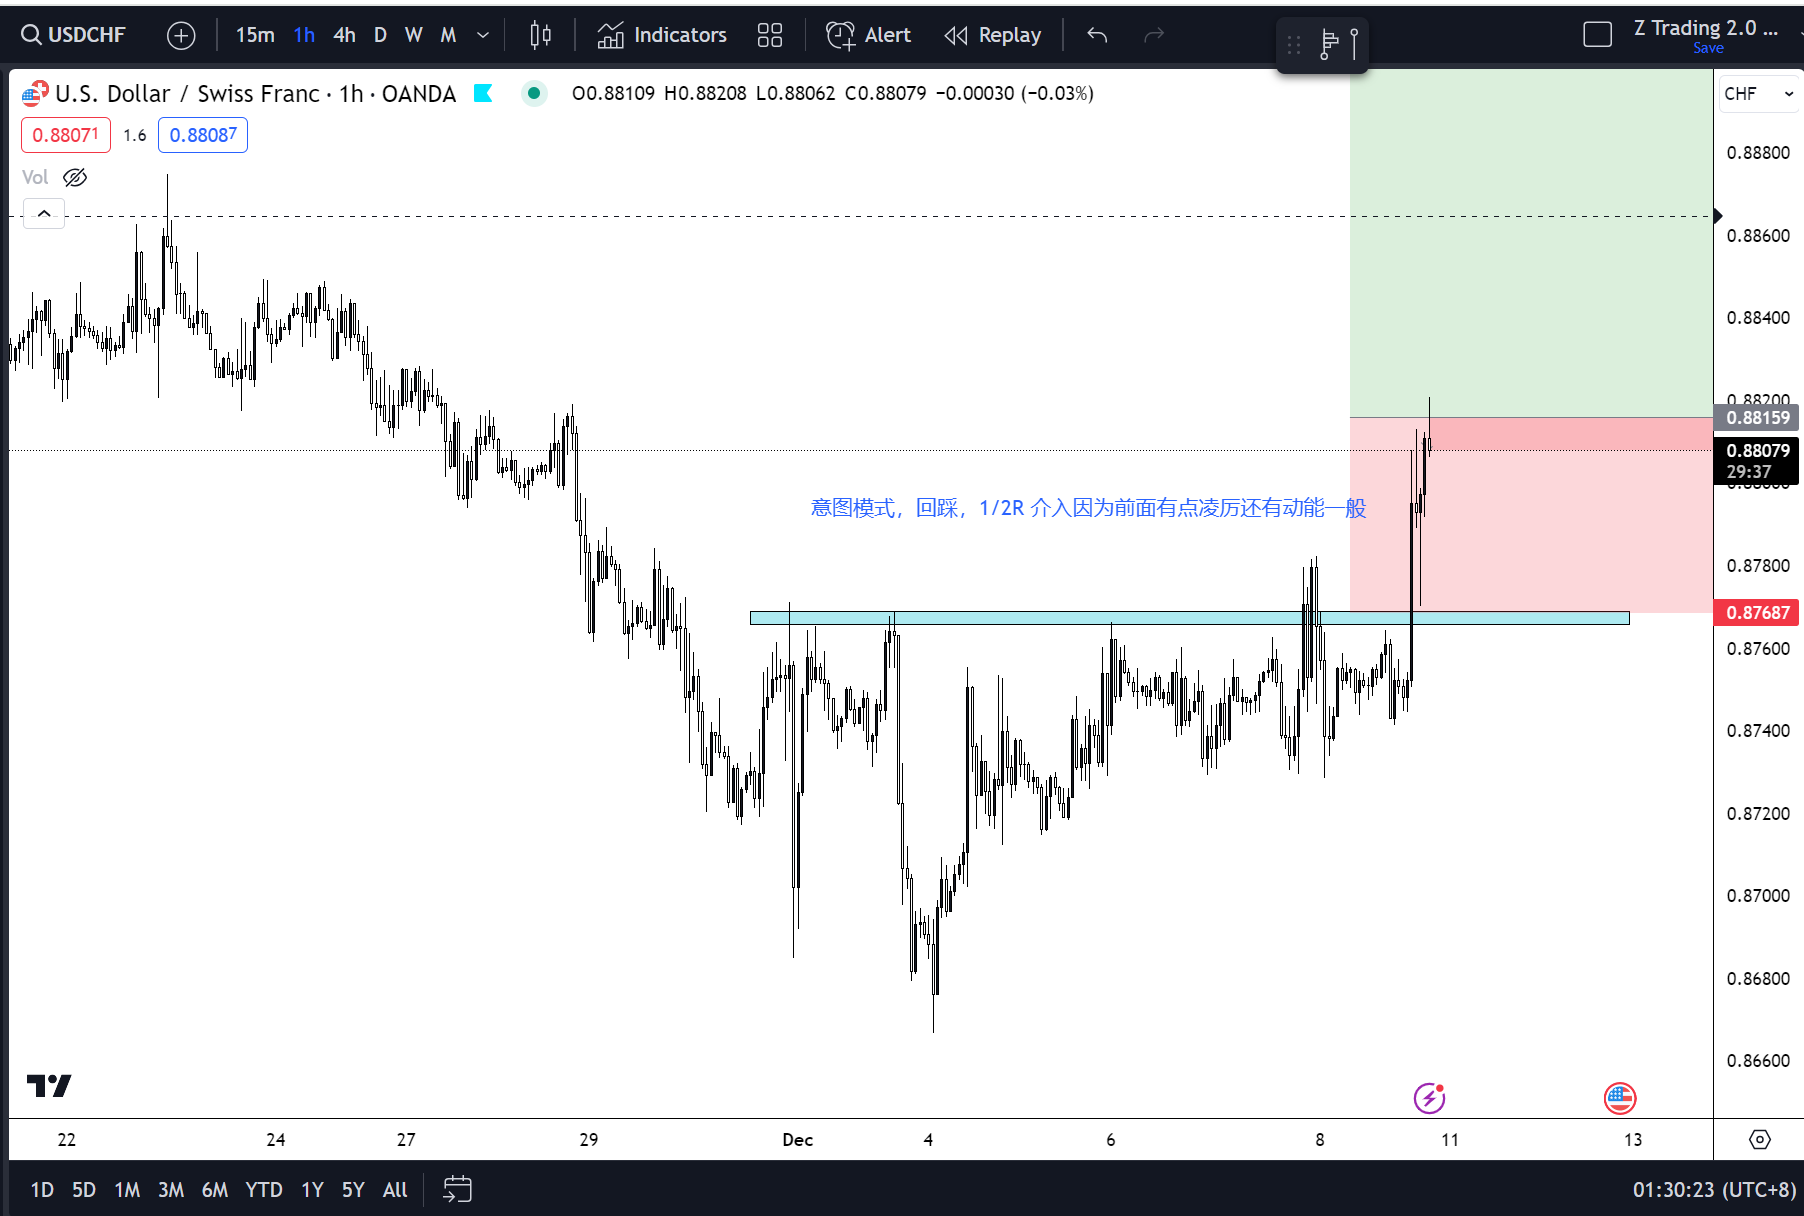 USDCHF 15m 1h 4h D W M Indicators Alert Replay Z Trading 2.0 ...
Save
U.S. Dollar / Swiss Franc · 1h · OANDA O0.88109 H0.88208 L0.88062 C0.88079 −0.00030 (−0.03%)
CHF
0.88071 1.6 0.88087
0.88800
Vol
0.88600
0.88400
0.88200
0.88159
0.88079
29:37
意图模式，回踩，1/2R 介入因为前面有点凌厉还有动能一般
0.87800
0.87687
0.87600
0.87400
0.87200
0.87000
0.86800
0.86600
22 24 27 29 Dec 4 6 8 11 13
1D 5D 1M 3M 6M YTD 1Y 5Y All 01:30:23 (UTC+8)